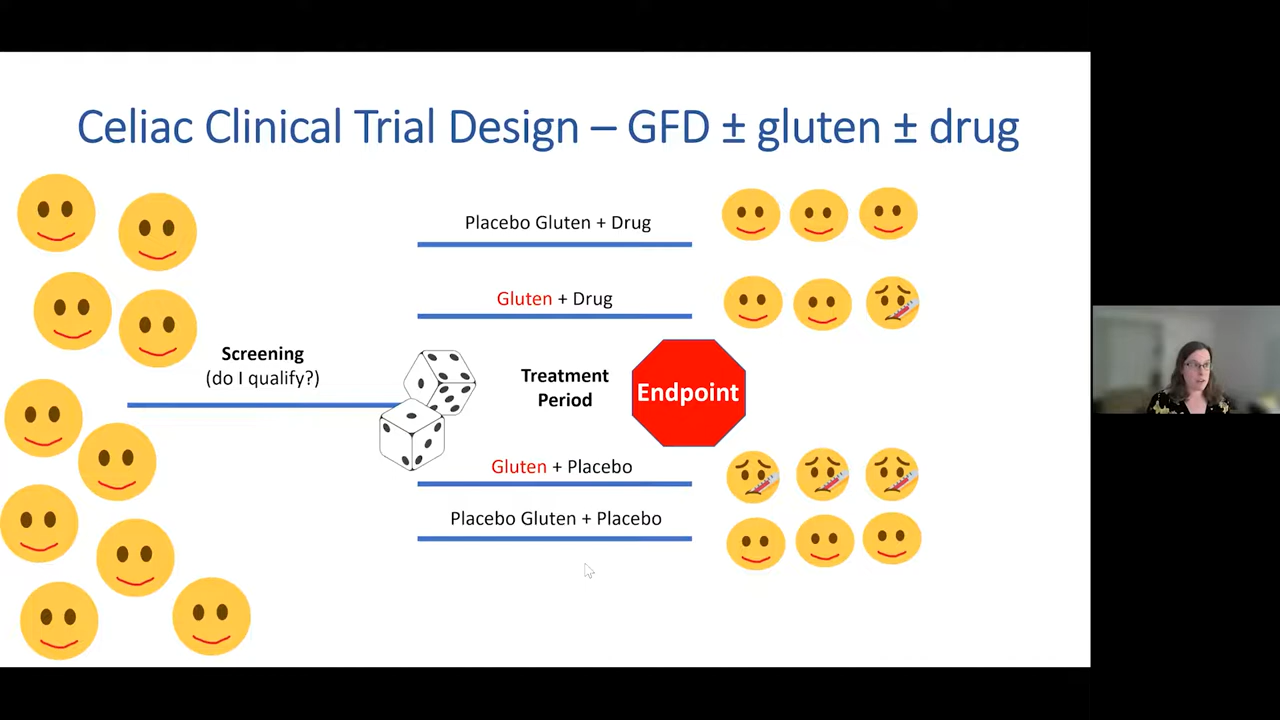 Celiac Clinical Trial Design – GFD ± gluten ± drug
Placebo Gluten + Drug
Gluten + Drug
Screening
(do I qualify?)
Treatment
Period
Endpoint
Gluten + Placebo
Placebo Gluten + Placebo